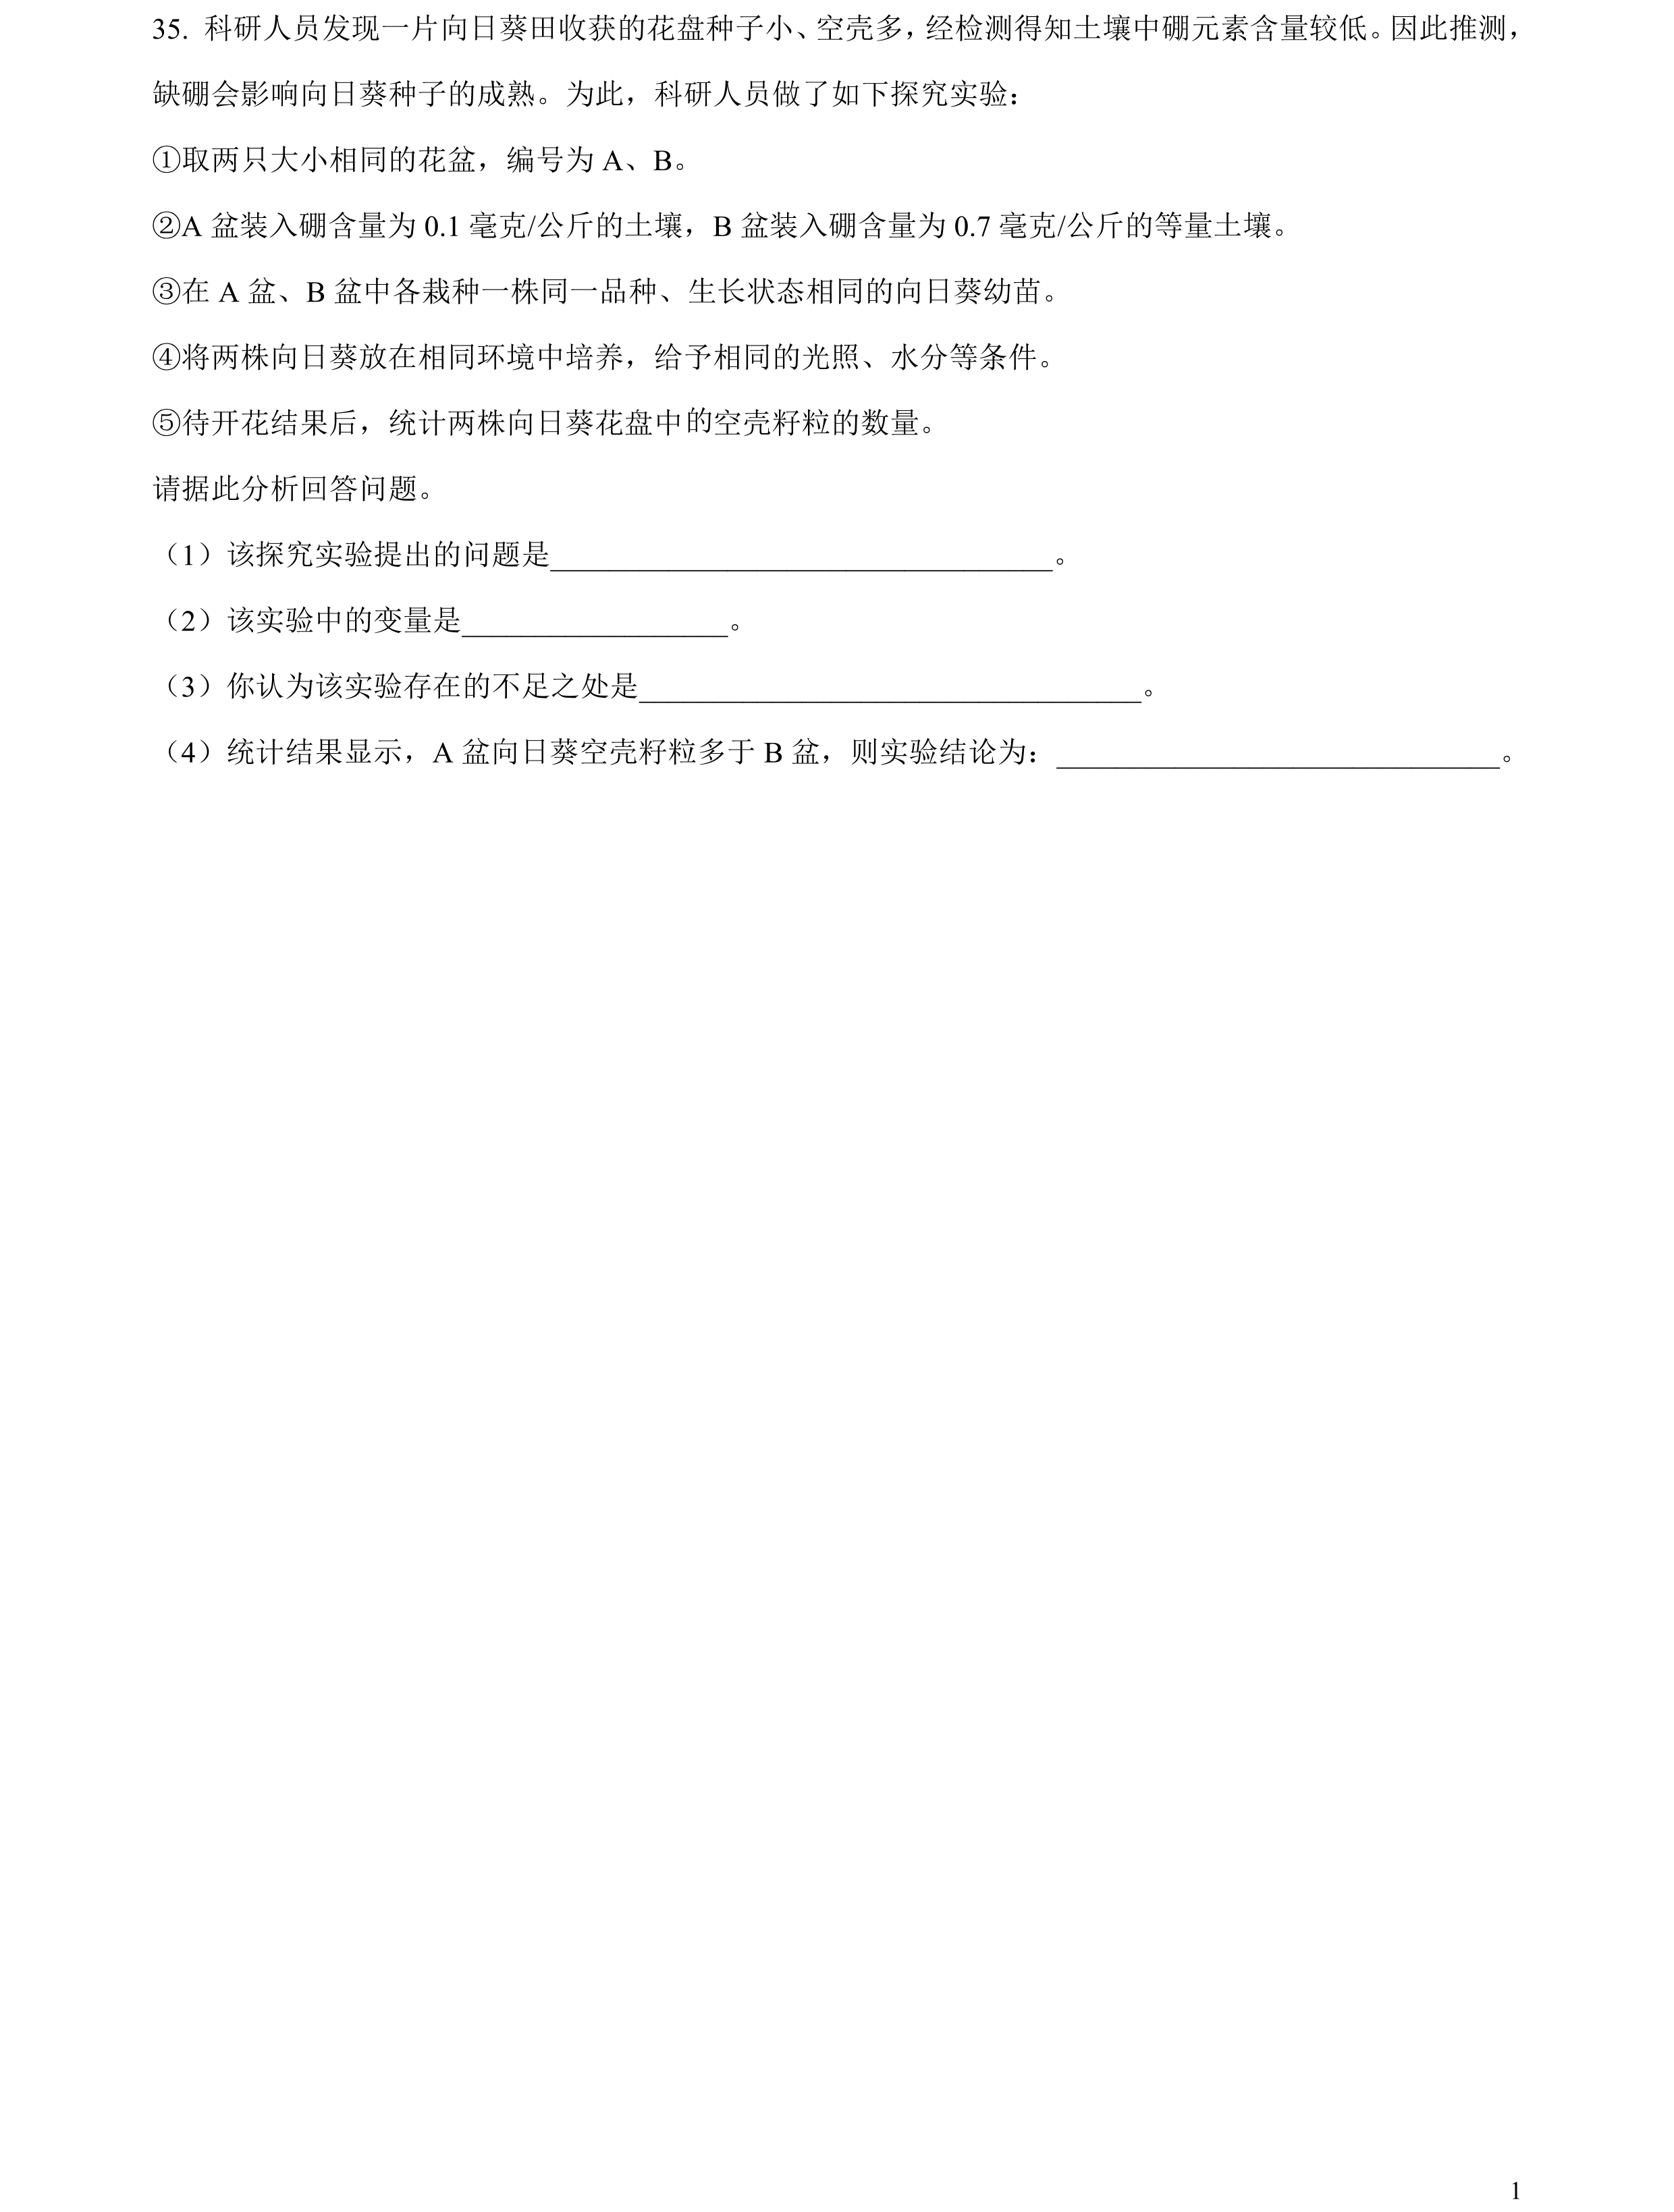 35. 科研人员发现一片向日葵田收获的花盘种子小、空壳多，经检测得知土壤中硼元素含量较低。因此推测，
缺硼会影响向日葵种子的成熟。为此，科研人员做了如下探究实验：
①取两只大小相同的花盆，编号为 A、B。
②A 盆装入硼含量为 0.1 毫克/公斤的土壤，B 盆装入硼含量为 0.7 毫克/公斤的等量土壤。
③在 A 盆、B 盆中各栽种一株同一品种、生长状态相同的向日葵幼苗。
④将两株向日葵放在相同环境中培养，给予相同的光照、水分等条件。
⑤待开花结果后，统计两株向日葵花盘中的空壳籽粒的数量。
请据此分析回答问题。
（1）该探究实验提出的问题是__________________________________。
（2）该实验中的变量是__________________。
（3）你认为该实验存在的不足之处是__________________________________。
（4）统计结果显示，A 盆向日葵空壳籽粒多于 B 盆，则实验结论为：______________________________。
1